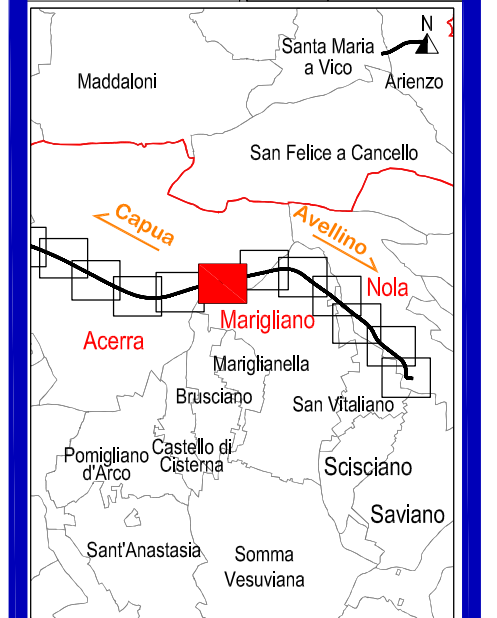 N
Santa Maria
a Vico
Maddaloni
Arienzo
San Felice a Cancello
Capua
Avellino
Nola
Marigliano
Acerra
Mariglianella
Brusciano
San Vitaliano
Castello di
Cisterna
Pomigliano
d'Arco
Scisciano
Saviano
Sant'Anastasia
Somma
Vesuviana